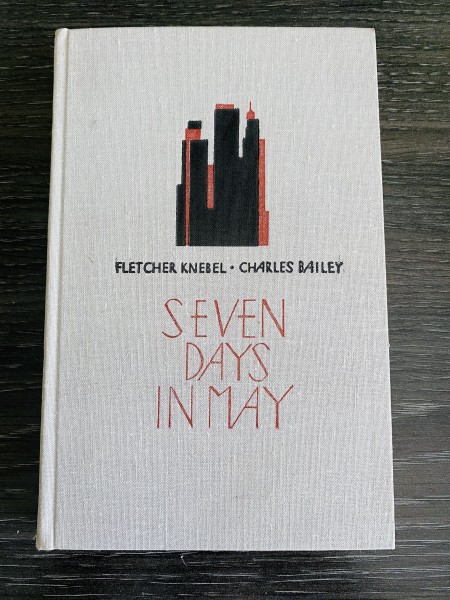 FLETCHER KNEBEL • CHARLES BAILEY
SEVEN
DAYS
IN MAY